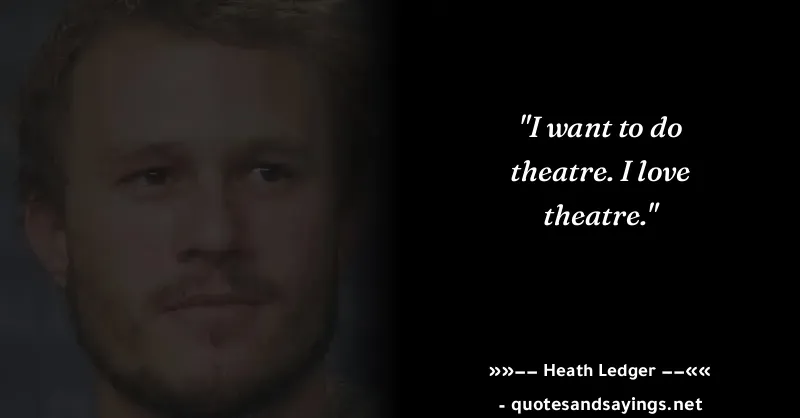 "I want to do
theatre. I love
theatre."
»»−− Heath Ledger −−««
- quotesandsayings.net